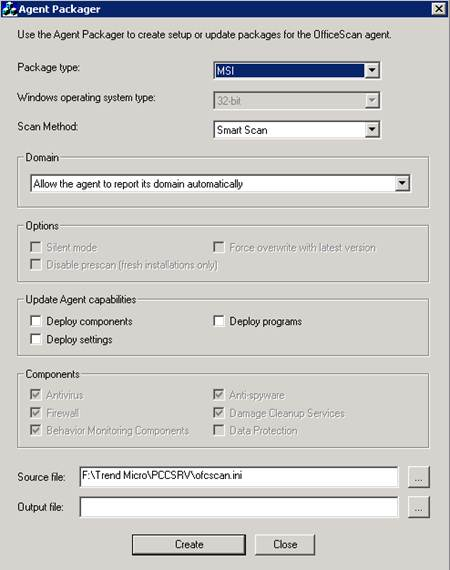 Agent Packager
Use the Agent Packager to create setup or update packages for the OfficeScan agent.
Package type:
MSI
Windows operating system type:
32-bit
Scan Method:
Smart Scan
Domain
Allow the agent to report its domain automatically
Options
Silent mode
Force overwrite with latest version
Disable prescan (fresh installations only)
Update Agent capabilities
Deploy components
Deploy programs
Deploy settings
Components
Antivirus
Anti-spyware
Firewall
Damage Cleanup Services
Behavior Monitoring Components
Data Protection
Source file:
F:\Trend Micro\PCCSRV\ofcscan.ini
...
Output file:
...
Create
Close